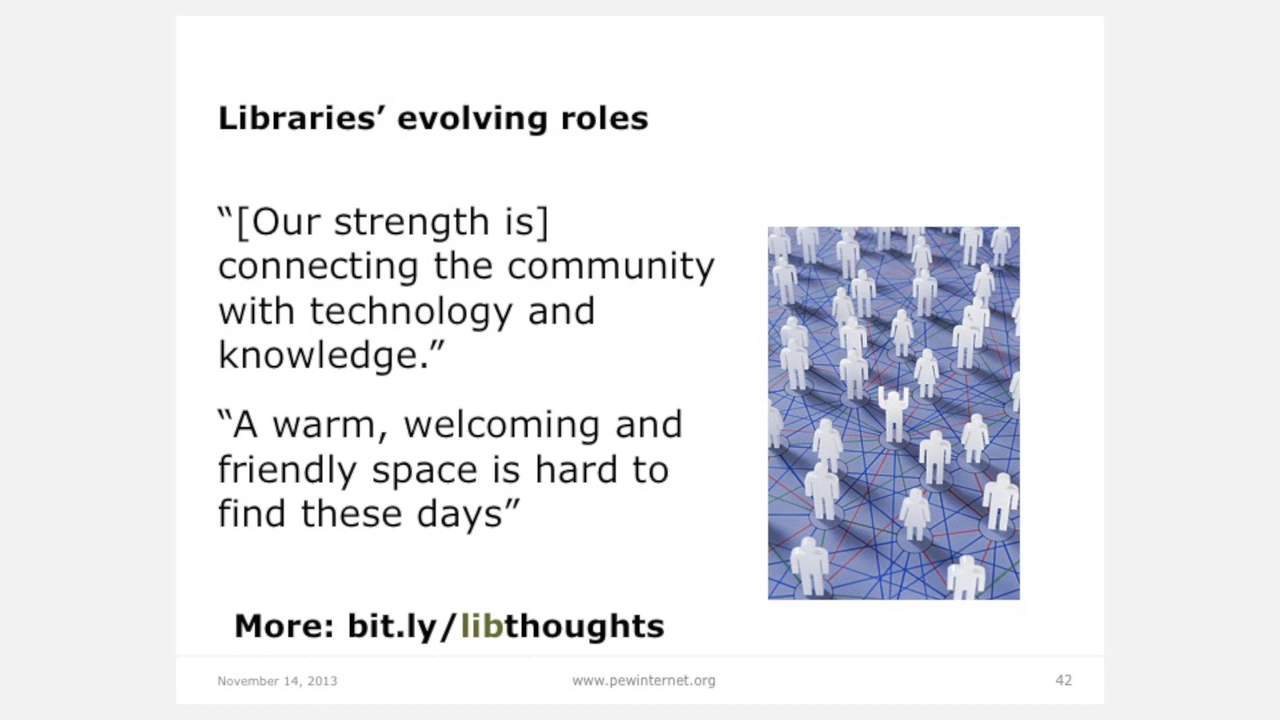 Libraries’ evolving roles
“[Our strength is]
connecting the community
with technology and
knowledge.”
“A warm, welcoming and
friendly space is hard to
find these days”
More: bit.ly/libthoughts
November 14, 2013
www.pewinternet.org
42